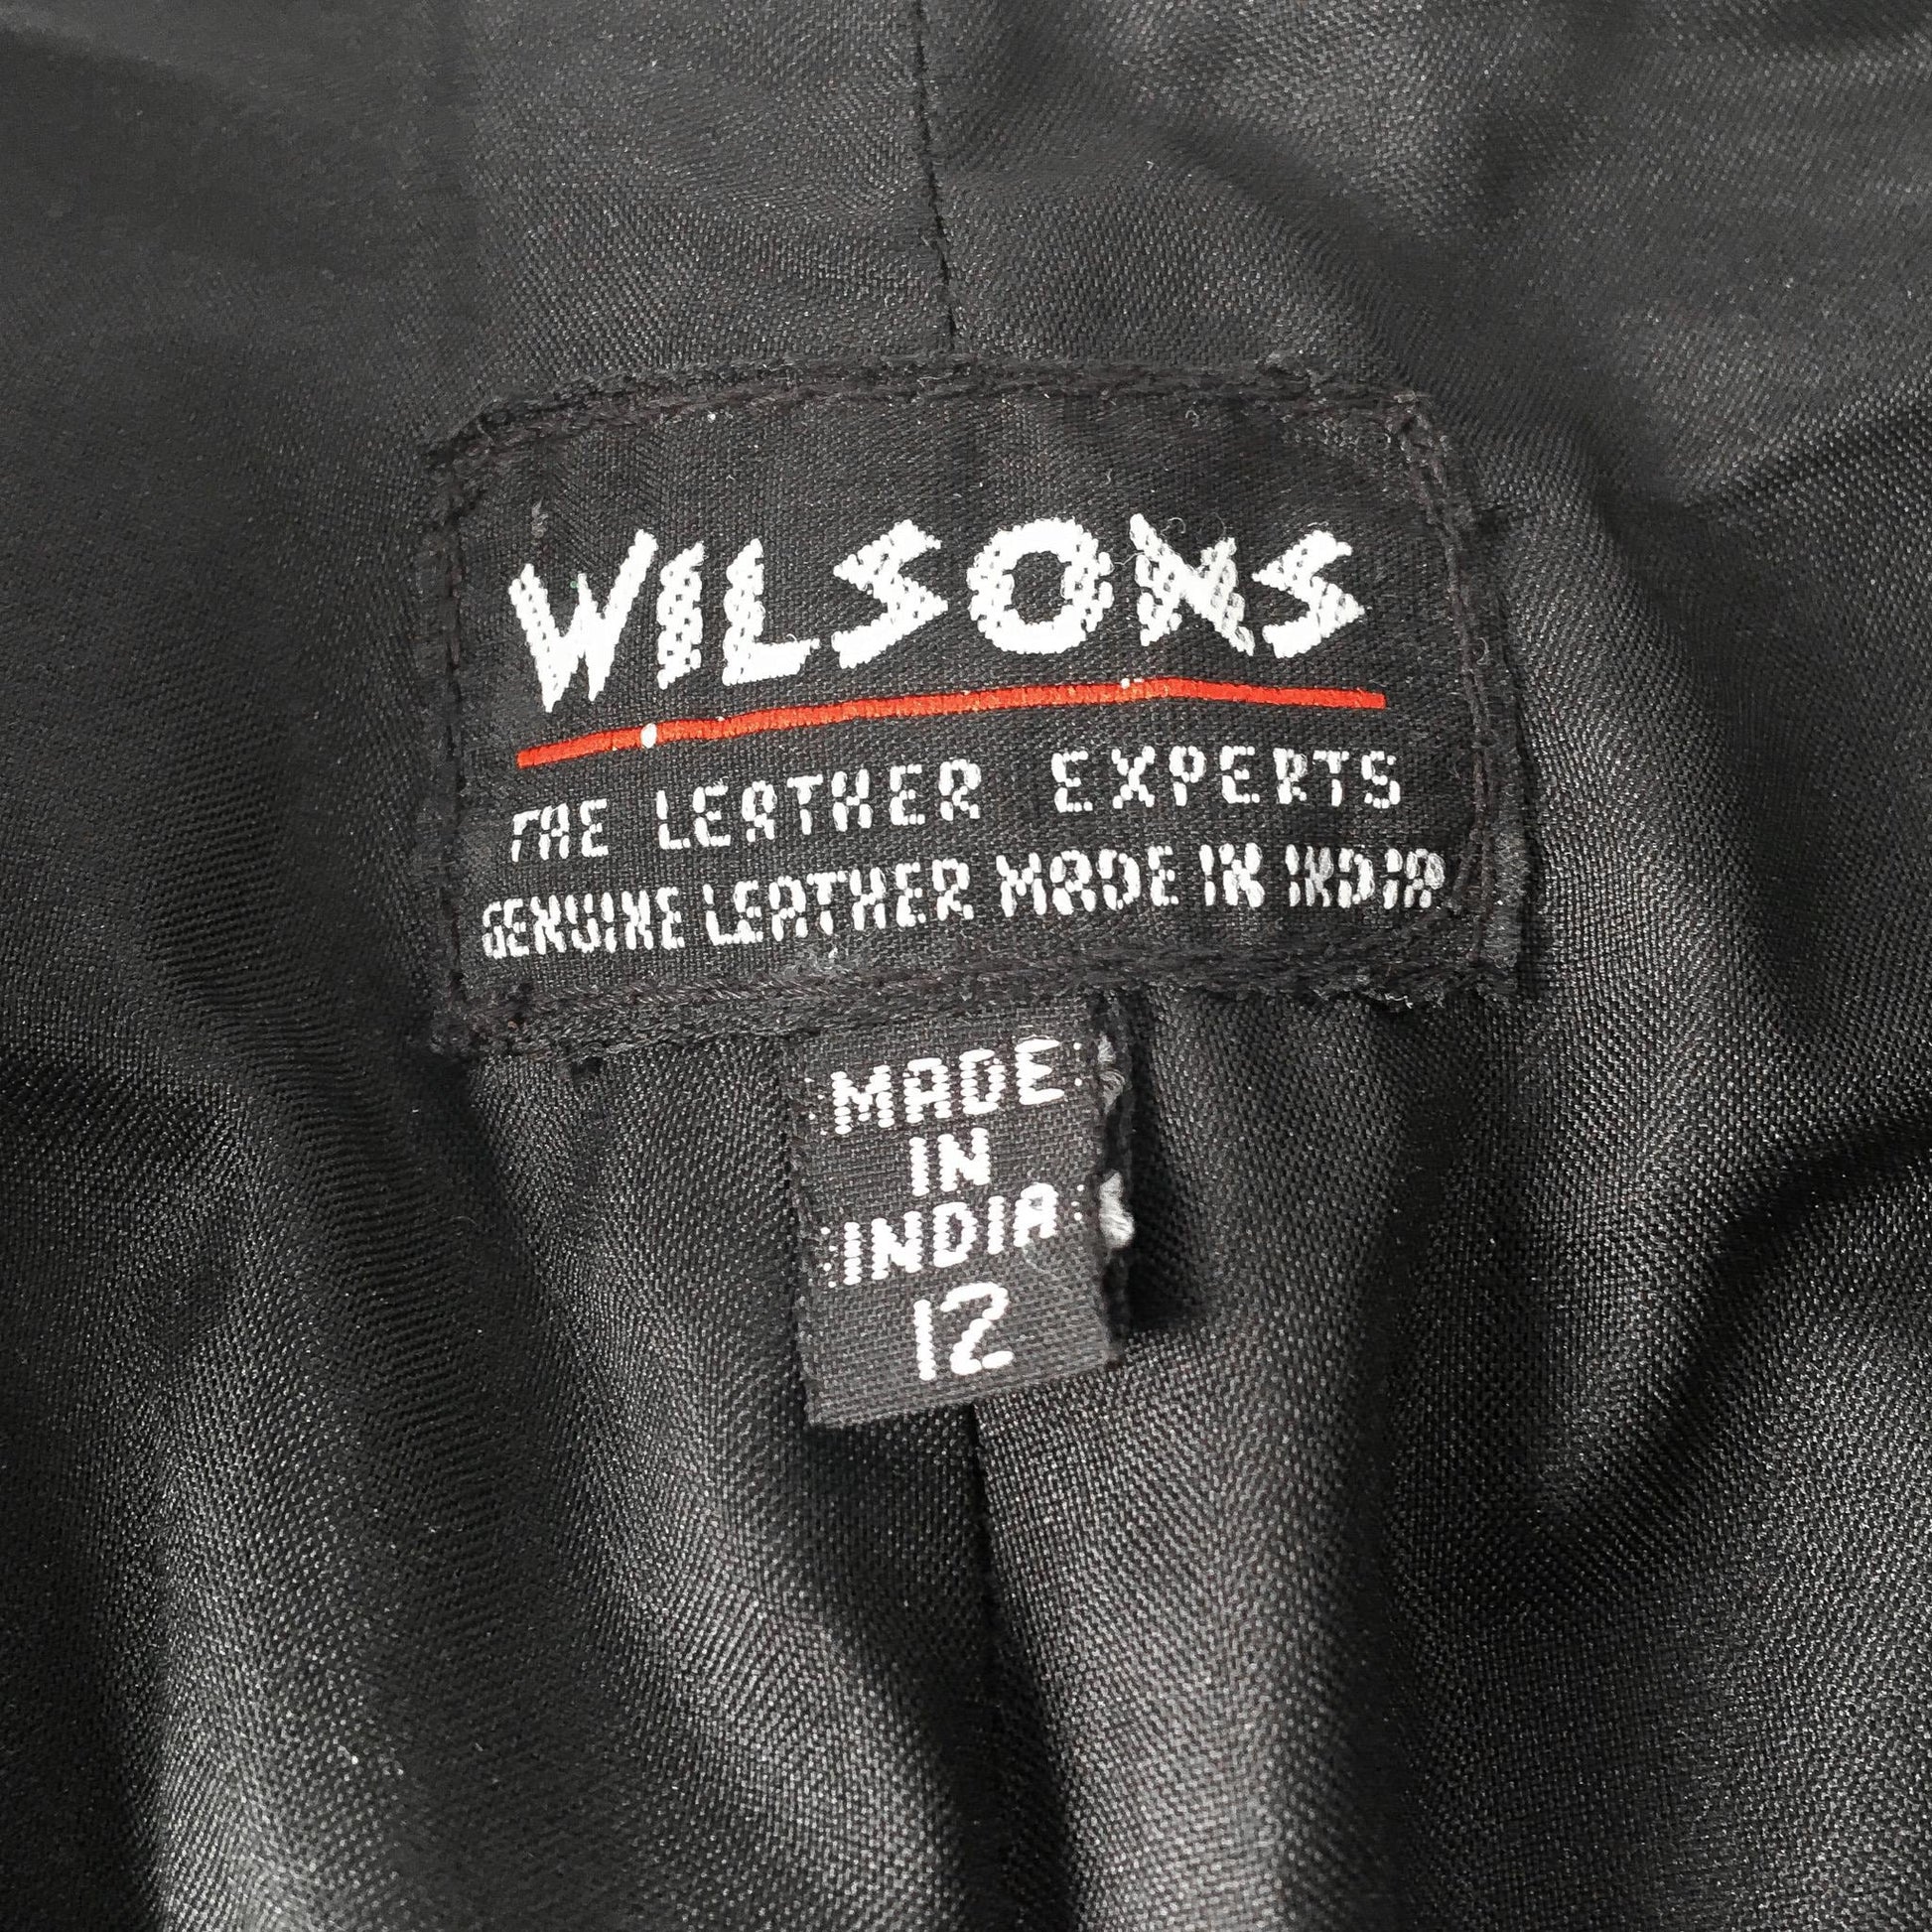 WILSONS
THE LEATHER EXPERTS
GENUINE LEATHER MADE IN INDIA
MADE
IN
INDIA
12